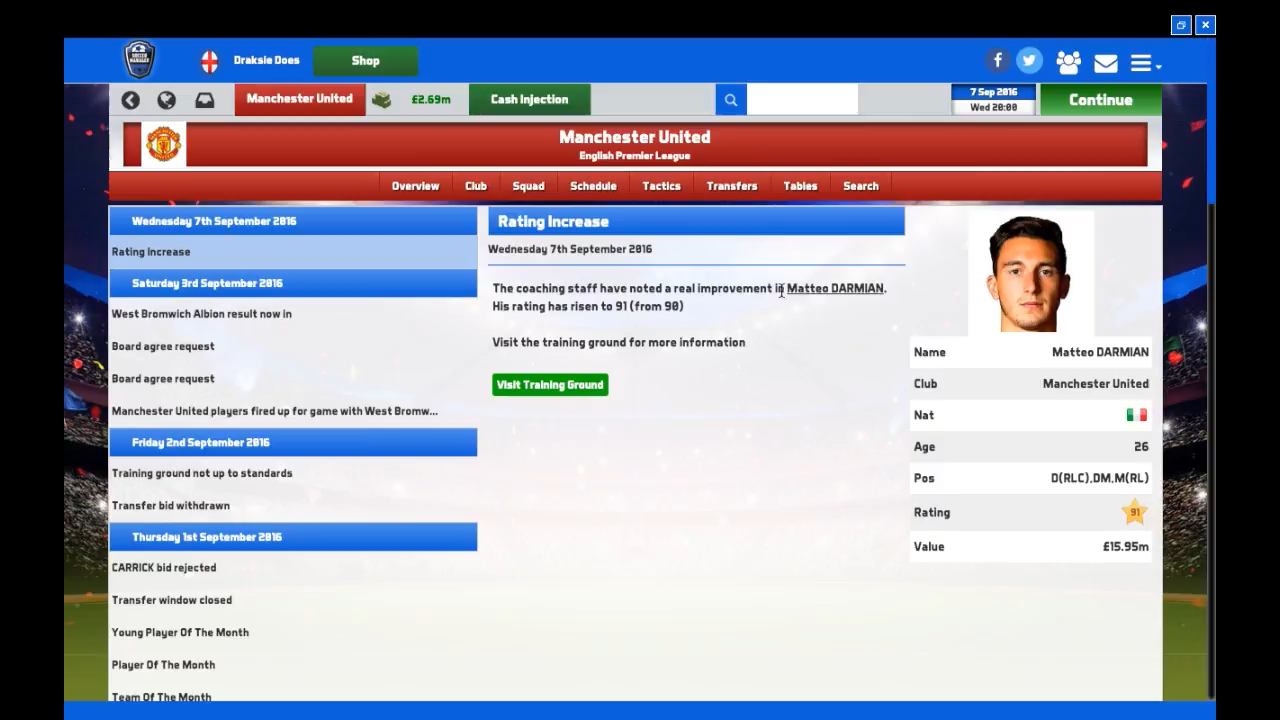 SOCCER MANAGER
Draksie Does
Shop
Manchester United
£2.69m
Cash Injection
7 Sep 2016
Wed 20:00
Continue
Manchester United
English Premier League
Overview
Club
Squad
Schedule
Tactics
Transfers
Tables
Search
Wednesday 7th September 2016
Rating Increase
Saturday 3rd September 2016
West Bromwich Albion result now in
Board agree request
Board agree request
Manchester United players fired up for game with West Bromw...
Friday 2nd September 2016
Training ground not up to standards
Transfer bid withdrawn
Thursday 1st September 2016
CARRICK bid rejected
Transfer window closed
Young Player Of The Month
Player Of The Month
Team Of The Month
Rating Increase
Wednesday 7th September 2016
The coaching staff have noted a real improvement in Matteo DARMIAN.
His rating has risen to 91 (from 90)
Visit the training ground for more information
Visit Training Ground
Name Matteo DARMIAN
Club Manchester United
Nat
Age 26
Pos D(RLC),DM,M(RL)
Rating 91
Value £15.95m